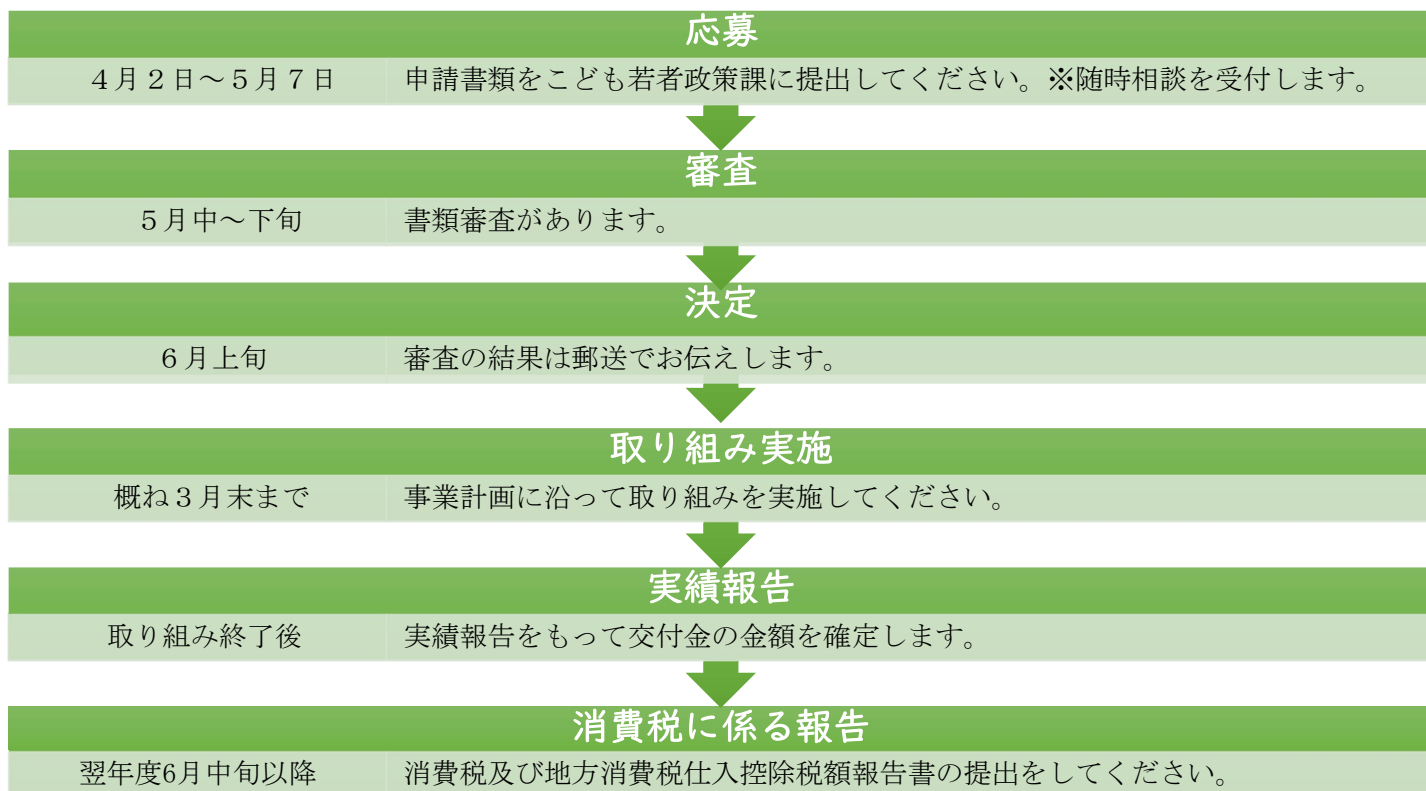 応募
４月２日～５月７日　申請書類をこども若者政策課に提出してください。※随時相談を受付します。
審査
５月中～下旬　書類審査があります。
決定
６月上旬　審査の結果は郵送でお伝えします。
取り組み実施
概ね３月末まで　事業計画に沿って取り組みを実施してください。
実績報告
取り組み終了後　実績報告をもって交付金の金額を確定します。
消費税に係る報告
翌年度6月中旬以降　消費税及び地方消費税仕入控除税額報告書の提出をしてください。